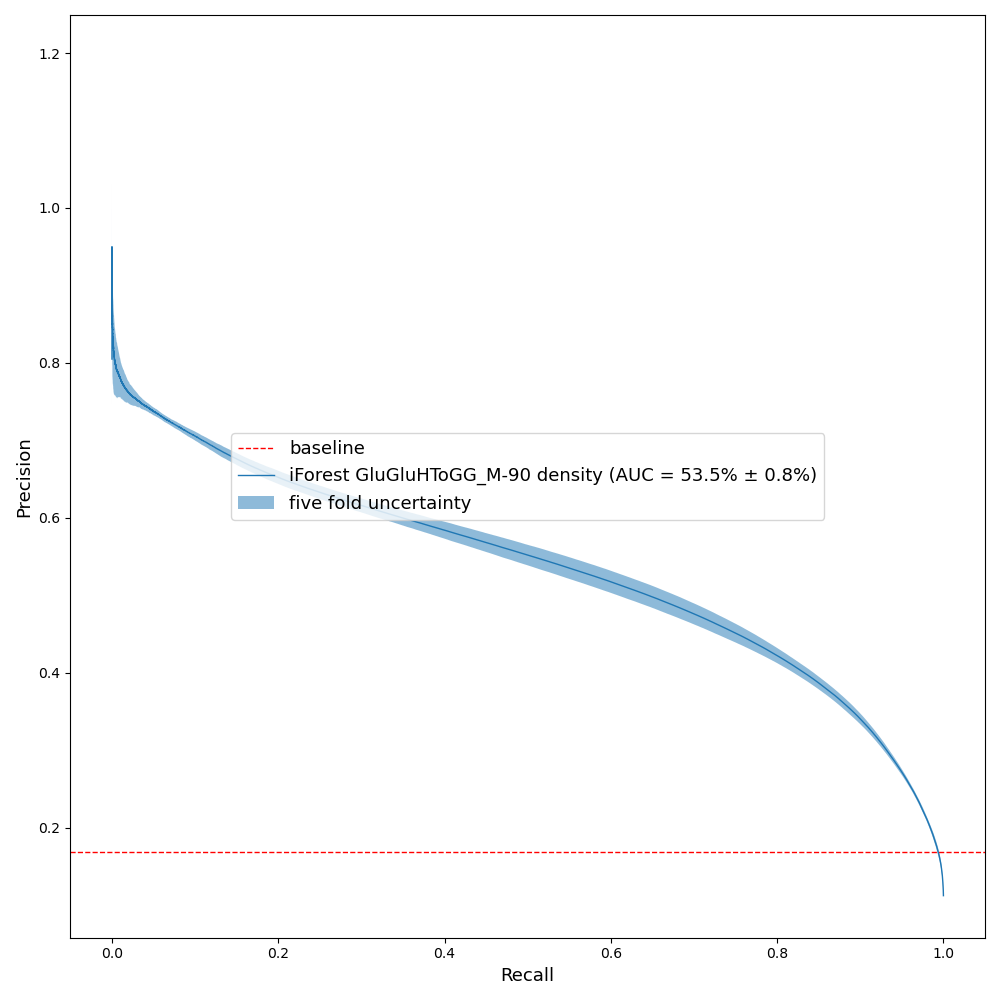 1.2
1.0
0.8
0.6
0.4
0.2
Precision
baseline
iForest GluGluHToGG_M-90 density (AUC = 53.5% ± 0.8%)
five fold uncertainty
0.0 0.2 0.4 0.6 0.8 1.0
Recall